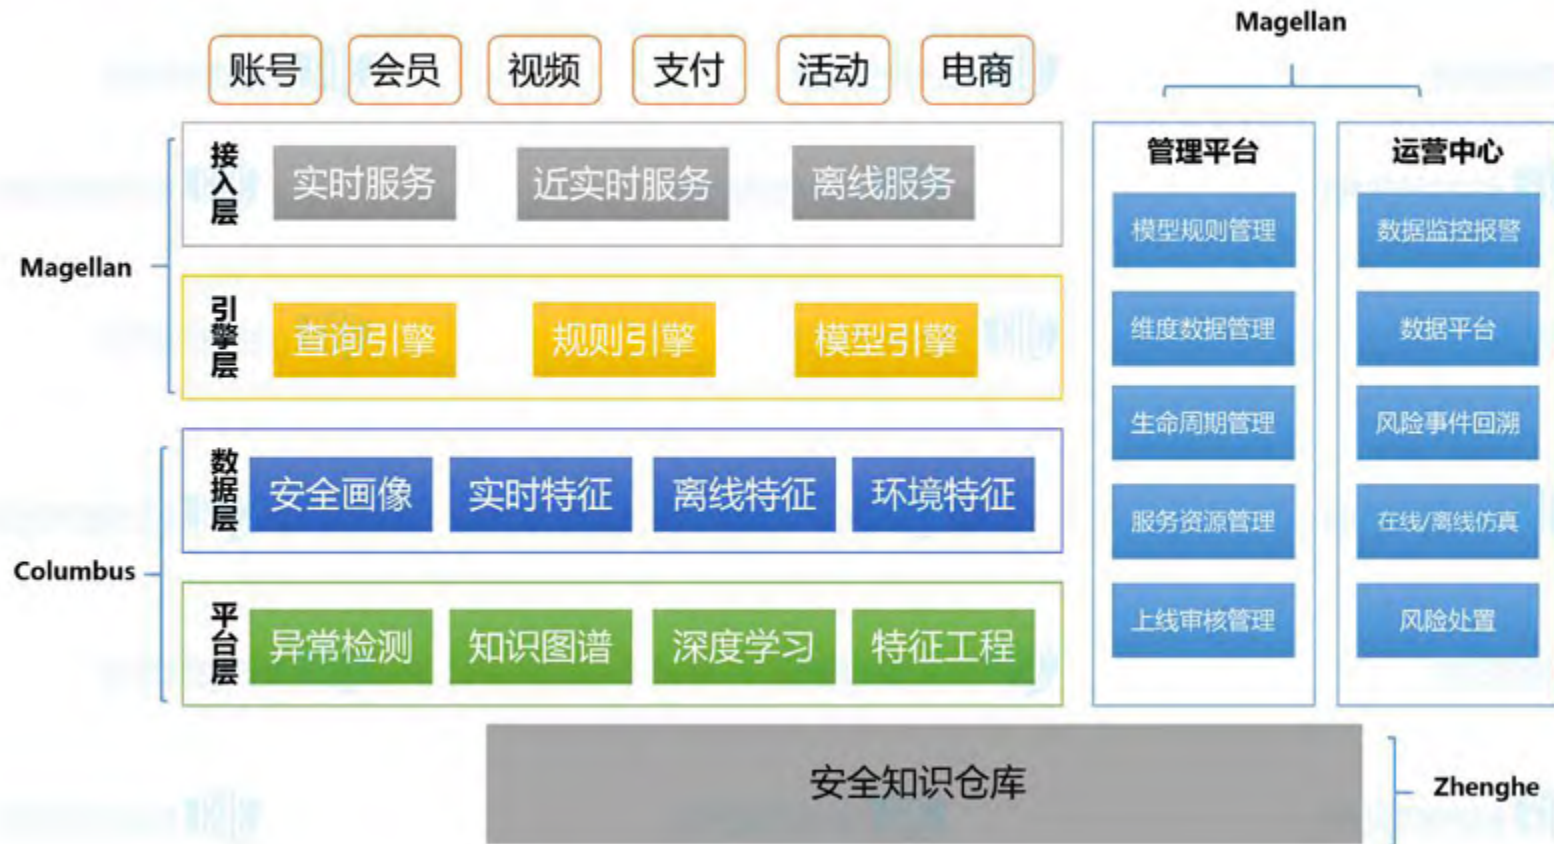 Magellan
账号 会员 视频 支付 活动 电商
Magellan
接入层
实时服务 近实时服务 离线服务
引擎层
查询引擎 规则引擎 模型引擎
Columbus
数据层
安全画像 实时特征 离线特征 环境特征
平台层
异常检测 知识图谱 深度学习 特征工程
管理平台
模型规则管理
维度数据管理
生命周期管理
服务资源管理
上线审核管理
运营中心
数据监控报警
数据平台
风险事件回溯
在线/离线仿真
风险处置
安全知识仓库
Zhenghe